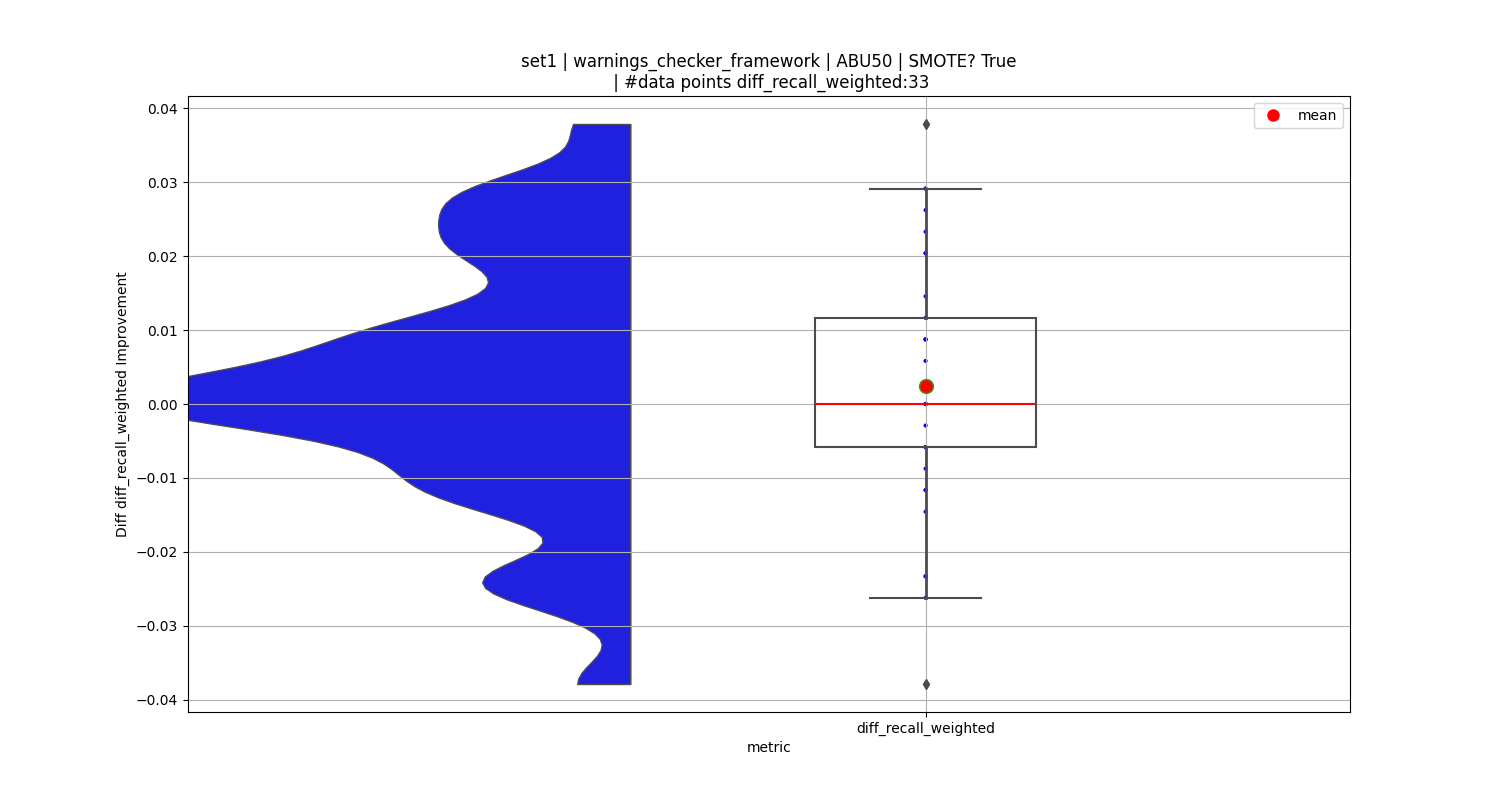 set1 | warnings_checker_framework | ABU50 | SMOTE? True
| #data points diff_recall_weighted:33
mean
0.04
0.03
0.02
0.01
0.00
−0.01
−0.02
−0.03
−0.04
Diff diff_recall_weighted Improvement
diff_recall_weighted
metric